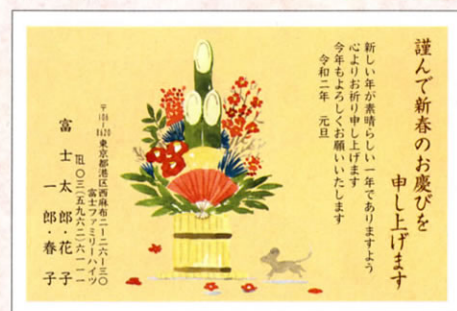 謹んで新春のお慶びを
申し上げます
新しい年が素晴らしい一年でありますよう
心よりお祈り申し上げます
今年もよろしくお願いいたします
令和二年 元旦
〒106-8620
東京都港区西麻布二-二六-三〇
富士ファミリーハイツ
TEL〇三(五九六二)六一一一
富士太郎・花子
一郎・春子